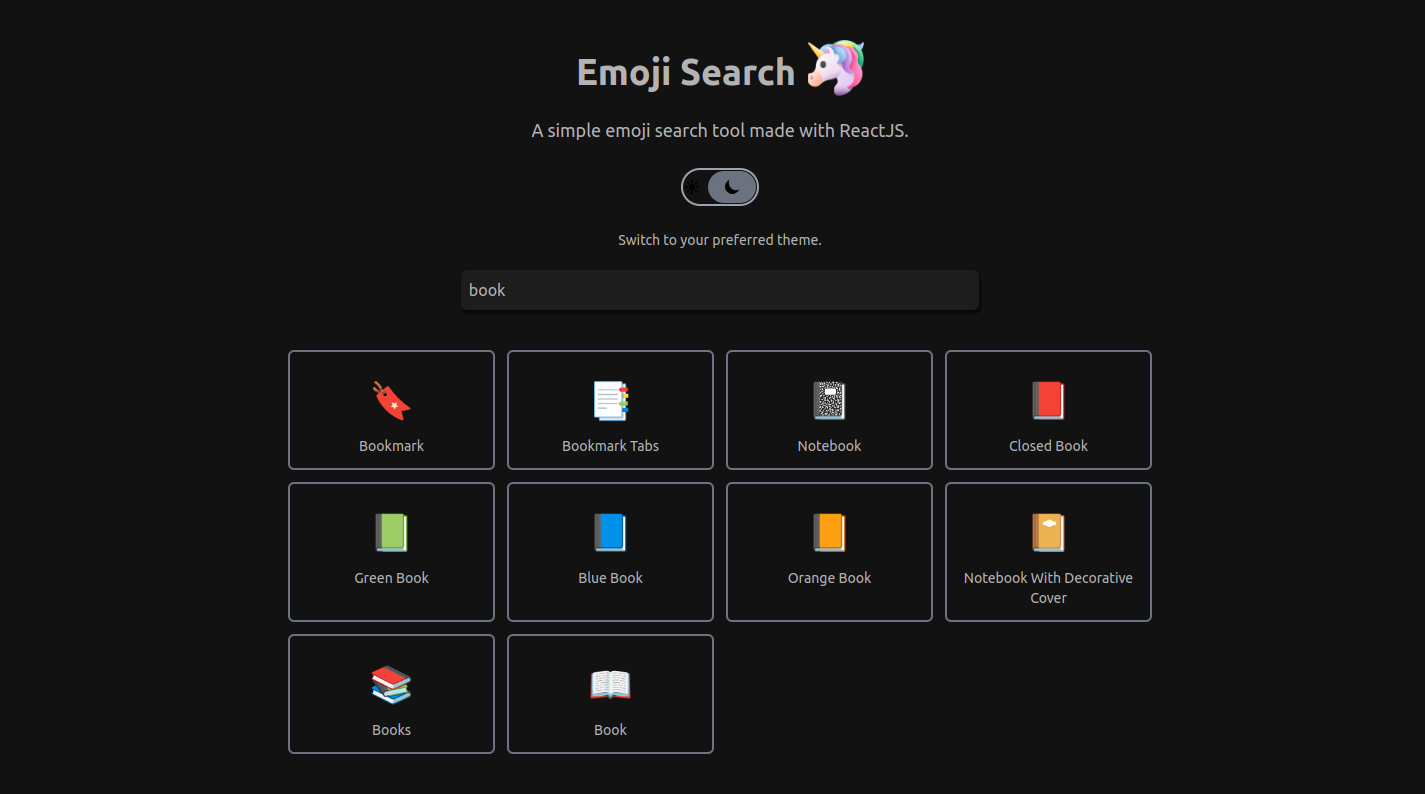 Emoji Search
A simple emoji search tool made with ReactJS.
Switch to your preferred theme.
book
Bookmark
Bookmark Tabs
Notebook
Closed Book
Green Book
Blue Book
Orange Book
Notebook With Decorative
Cover
Books
Book